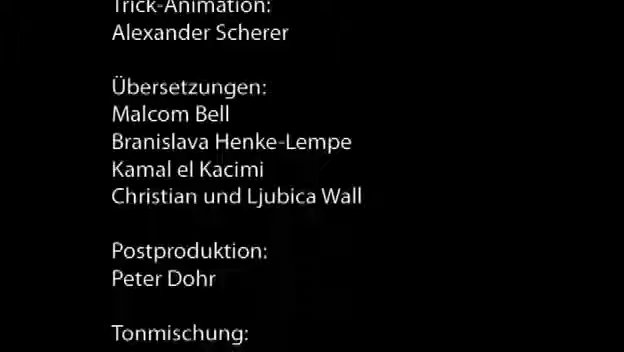 Trick-Animation:
Alexander Scherer
Übersetzungen:
Malcom Bell
Branislava Henke-Lempe
Kamal el Kacimi
Christian und Ljubica Wall
Postproduktion:
Peter Dohr
Tonmischung: